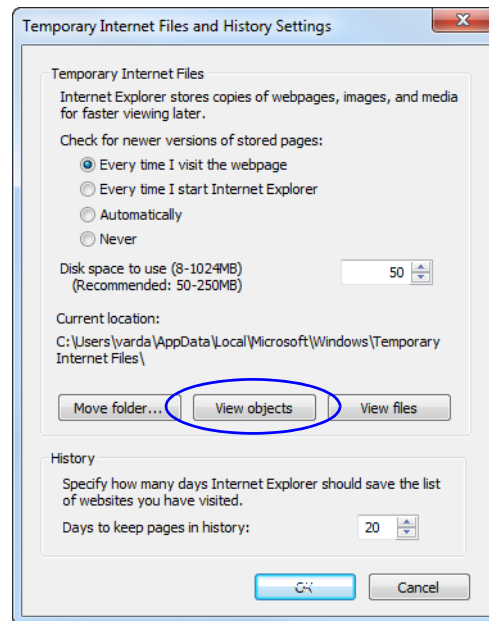 Temporary Internet Files and History Settings
Temporary Internet Files
Internet Explorer stores copies of webpages, images, and media
for faster viewing later.
Check for newer versions of stored pages:
Every time I visit the webpage
Every time I start Internet Explorer
Automatically
Never
Disk space to use (8-1024MB)
50
(Recommended: 50-250MB)
Current location:
C:\Users\varda\AppData\Local\Microsoft\Windows\Temporary
Internet Files\
Move folder... View objects View files
History
Specify how many days Internet Explorer should save the list
of websites you have visited.
Days to keep pages in history: 20
OK Cancel